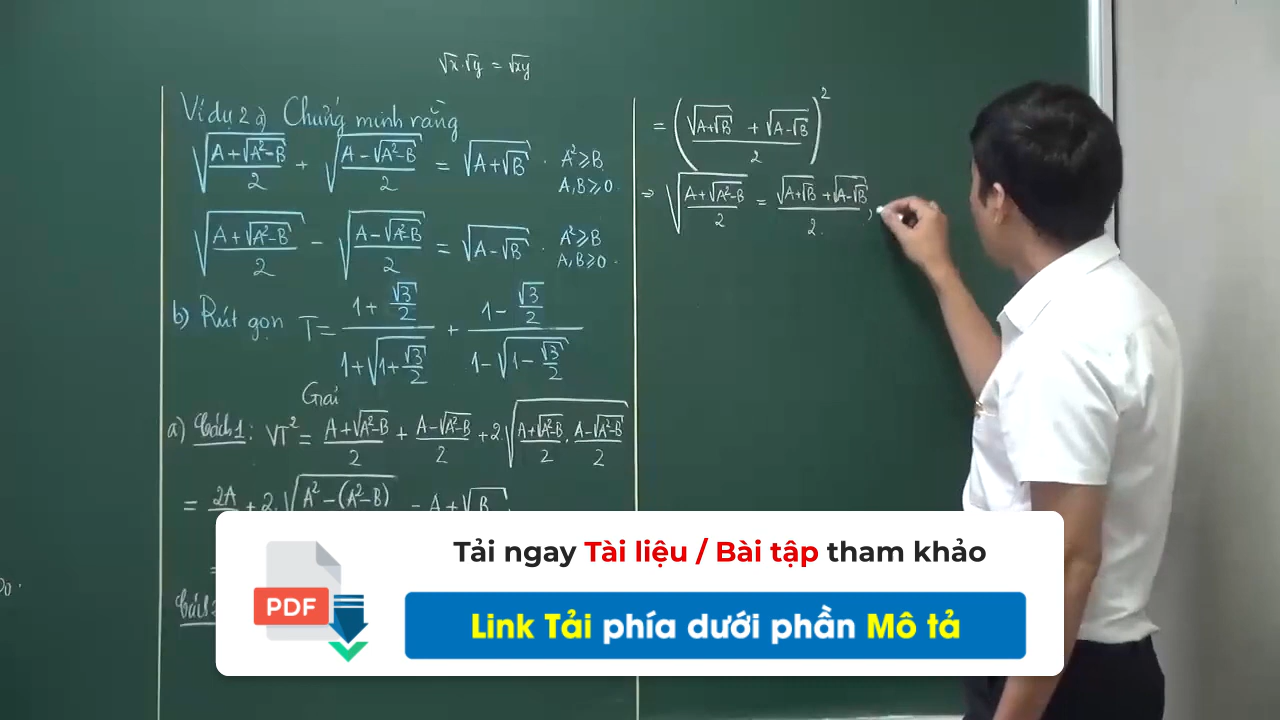 √x.√y = √xy
Ví dụ 2 a) Chứng minh rằng
√((A+√(A²-B))/2) + √((A-√(A²-B))/2) = √(A+√B) . A² ≥ B
A, B ≥ 0.
√((A+√(A²-B))/2) - √((A-√(A²-B))/2) = √(A-√B) . A² ≥ B
A, B ≥ 0.
b) Rút gọn T = (1+√3/2)/(1+√(1+√3/2)) + (1-√3/2)/(1-√(1-√3/2))
Giải
a) Cách 1: VT² = (A+√(A²-B))/2 + (A-√(A²-B))/2 + 2.√((A+√(A²-B))/2 . (A-√(A²-B))/2)
= 2A + 2.√(A²-(A²-B)) = A+√B.
Cách
= ((√(A+√B) + √(A-√B))/2)²
⇒ √((A+√(A²-B))/2) = (√(A+√B) + √(A-√B))/2 ,
Tải ngay Tài liệu / Bài tập tham khảo
PDF
Link Tải phía dưới phần Mô tả